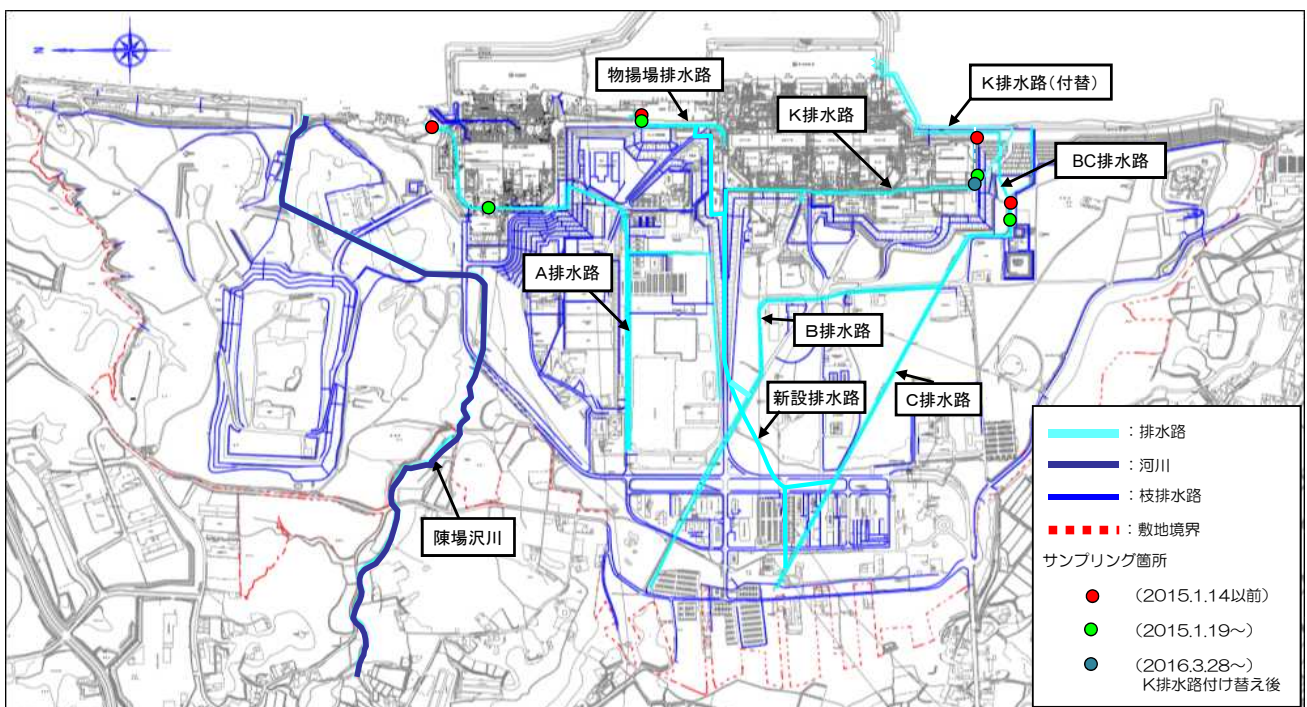 N
物揚場排水路
K排水路(付替)
K排水路
BC排水路
A排水路
B排水路
新設排水路
C排水路
陳場沢川
：排水路
：河川
：枝排水路
：敷地境界
サンプリング箇所
（2015.1.14以前）
（2015.1.19～）
（2016.3.28～）
K排水路付け替え後